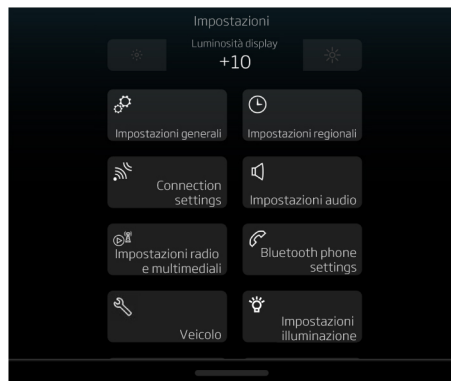 Impostazioni
Luminosità display
+10
Impostazioni generali
Impostazioni regionali
Connection
settings
Impostazioni audio
Impostazioni radio
e multimediali
Bluetooth phone
settings
Veicolo
Impostazioni
illuminazione